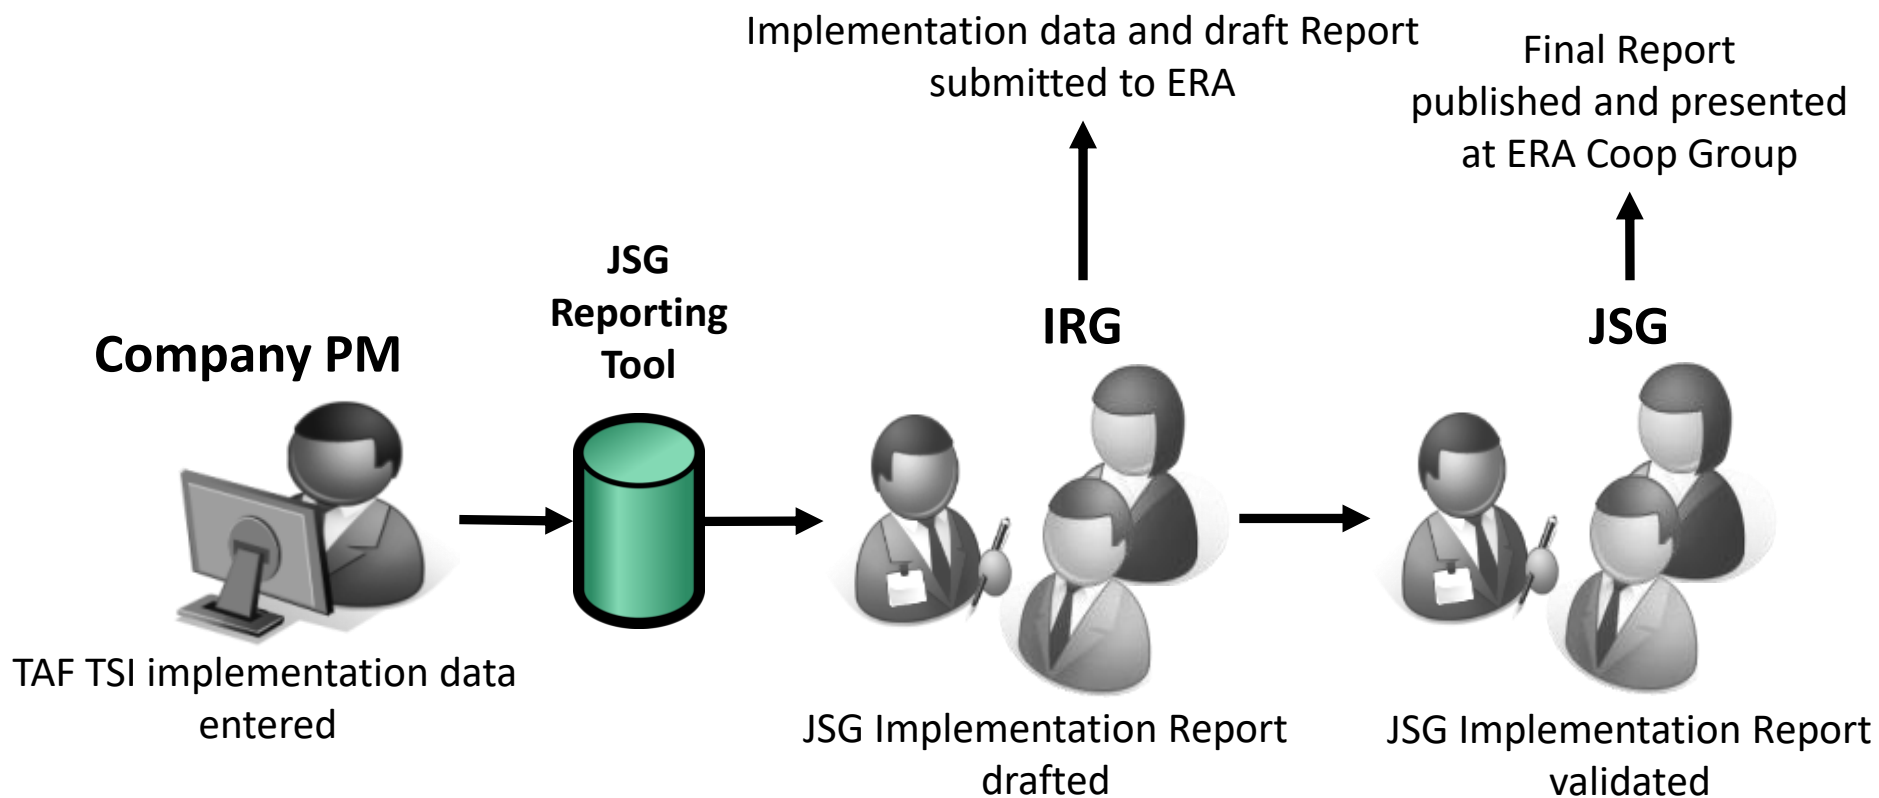 Implementation data and draft Report
submitted to ERA
Final Report
published and presented
at ERA Coop Group
JSG
Reporting
Tool
Company PM
IRG
JSG
TAF TSI implementation data
entered
JSG Implementation Report
drafted
JSG Implementation Report
validated